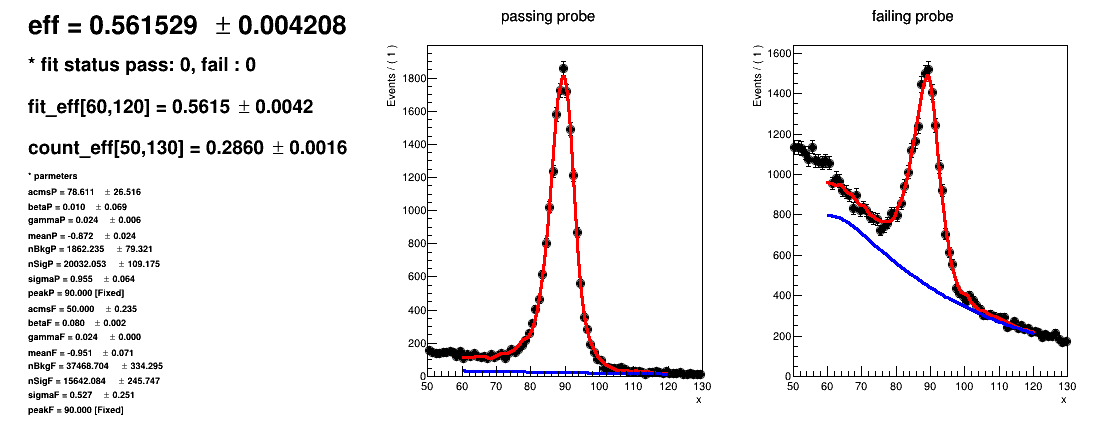 eff = 0.561529 ± 0.004208
* fit status pass: 0, fail : 0
fit_eff[60,120] = 0.5615 ± 0.0042
count_eff[50,130] = 0.2860 ± 0.0016
* parmeters
acmsP = 78.611 ± 26.516
betaP = 0.010 ± 0.069
gammaP = 0.024 ± 0.006
meanP = -0.872 ± 0.024
nBkgP = 1862.235 ± 79.321
nSigP = 20032.053 ± 109.175
sigmaP = 0.955 ± 0.064
peakP = 90.000 [Fixed]
acmsF = 50.000 ± 0.235
betaF = 0.080 ± 0.002
gammaF = 0.024 ± 0.000
meanF = -0.951 ± 0.071
nBkgF = 37468.704 ± 334.295
nSigF = 15642.084 ± 245.747
sigmaF = 0.527 ± 0.251
peakF = 90.000 [Fixed]
passing probe
Events / ( 1 )
1800
1600
1400
1200
1000
800
600
400
200
0
50 60 70 80 90 100 110 120 130
x
failing probe
Events / ( 1 )
1600
1400
1200
1000
800
600
400
200
0
50 60 70 80 90 100 110 120 130
x